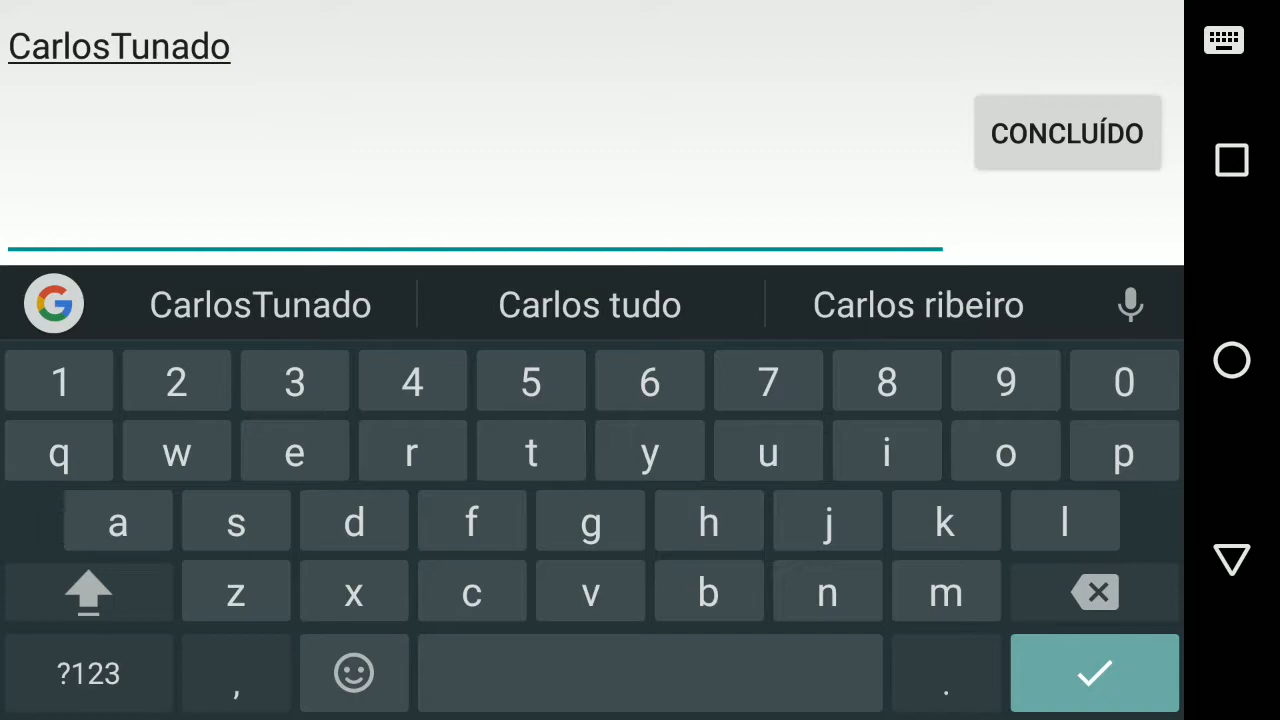 CarlosTunado
CONCLUÍDO
CarlosTunado Carlos tudo Carlos ribeiro
1 2 3 4 5 6 7 8 9 0
q w e r t y u i o p
a s d f g h j k l
z x c v b n m
?123 , .